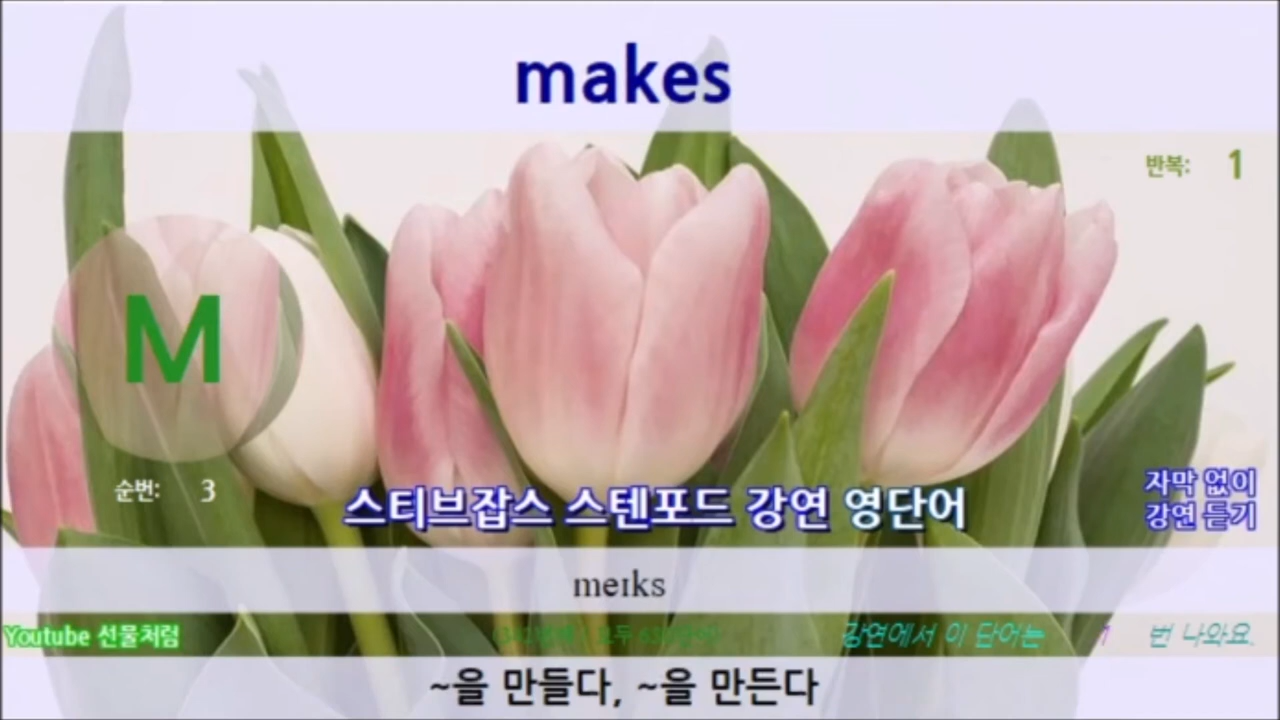 makes
반복: 1
M
순번: 3
스티브잡스 스텐포드 강연 영단어
자막 없이
강연 듣기
meɪks
Youtube 선물처럼
강연에서 이 단어는 1 번 나와요.
~을 만들다, ~을 만든다